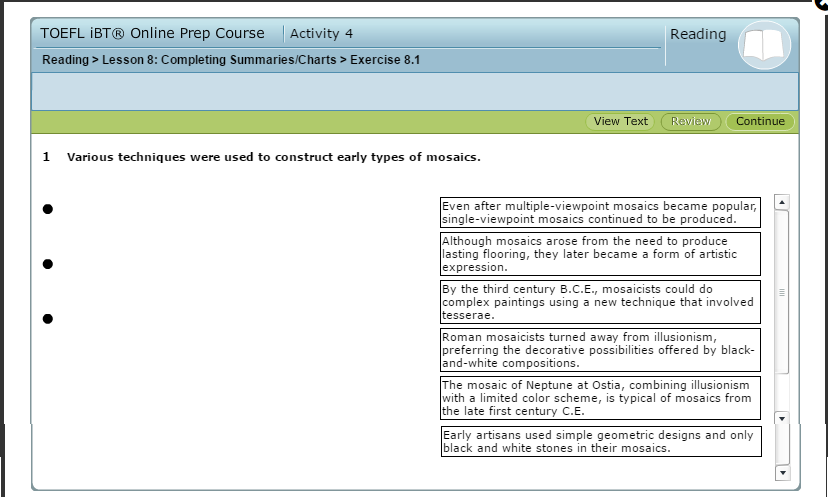 TOEFL iBT® Online Prep Course Activity 4 Reading
Reading > Lesson 8: Completing Summaries/Charts > Exercise 8.1
View Text Review Continue
1 Various techniques were used to construct early types of mosaics.
Even after multiple-viewpoint mosaics became popular,
single-viewpoint mosaics continued to be produced.
Although mosaics arose from the need to produce
lasting flooring, they later became a form of artistic
expression.
By the third century B.C.E., mosaicists could do
complex paintings using a new technique that involved
tesserae.
Roman mosaicists turned away from illusionism,
preferring the decorative possibilities offered by black-
and-white compositions.
The mosaic of Neptune at Ostia, combining illusionism
with a limited color scheme, is typical of mosaics from
the late first century C.E.
Early artisans used simple geometric designs and only
black and white stones in their mosaics.